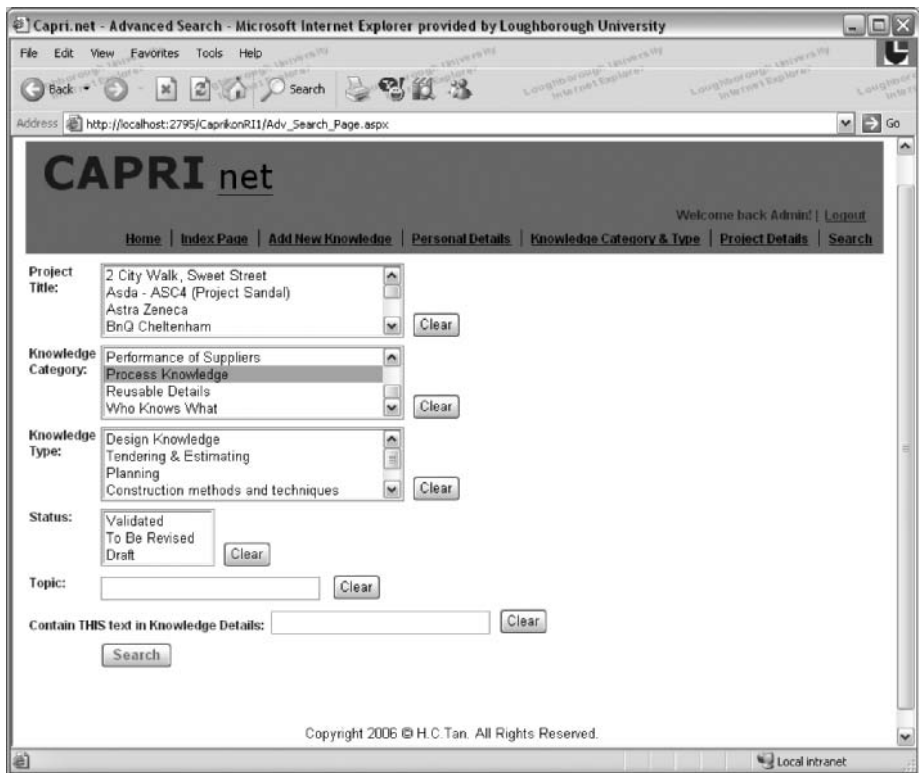 Capri.net - Advanced Search - Microsoft Internet Explorer provided by Loughborough University
File Edit View Favorites Tools Help
Back Search
Address http://localhost:2795/CaprikonRI1/Adv_Search_Page.aspx Go
CAPRI net
Welcome back Admin! | Logout
Home | Index Page | Add New Knowledge | Personal Details | Knowledge Category & Type | Project Details | Search
Project Title:
2 City Walk, Sweet Street
Asda - ASC4 (Project Sandal)
Astra Zeneca
BnQ Cheltenham
Clear
Knowledge Category:
Performance of Suppliers
Process Knowledge
Reusable Details
Who Knows What
Clear
Knowledge Type:
Design Knowledge
Tendering & Estimating
Planning
Construction methods and techniques
Clear
Status:
Validated
To Be Revised
Draft
Clear
Topic: Clear
Contain THIS text in Knowledge Details: Clear
Search
Copyright 2006 © H.C.Tan. All Rights Reserved.
Local intranet